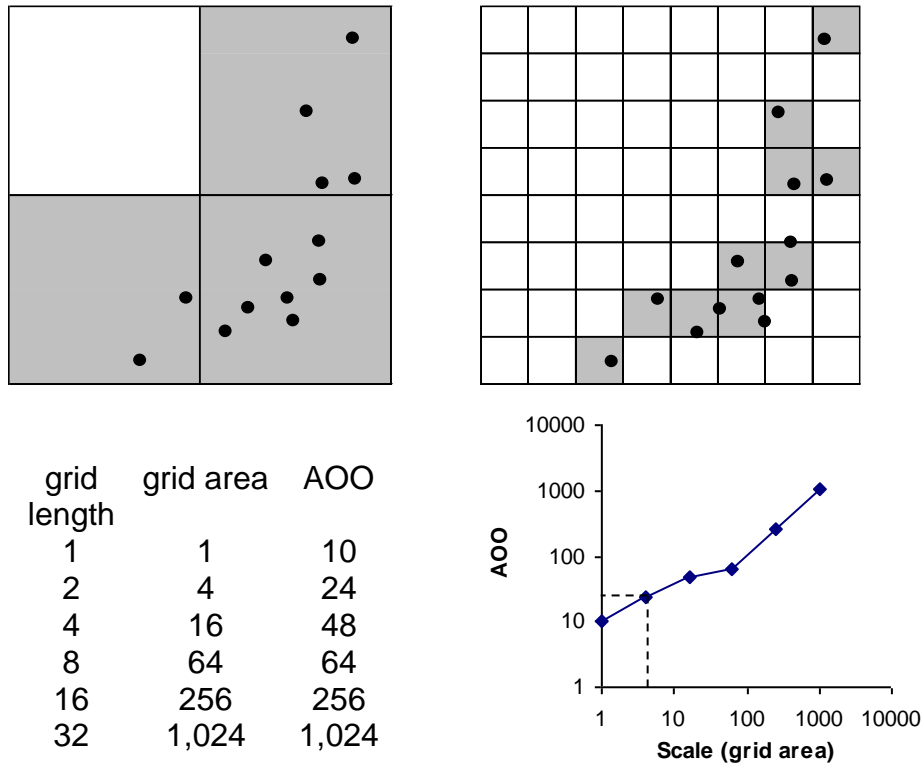 grid length grid area AOO
1 1 10
2 4 24
4 16 48
8 64 64
16 256 256
32 1,024 1,024
10000
1000
100
10
1
AOO
1 10 100 1000 10000
Scale (grid area)